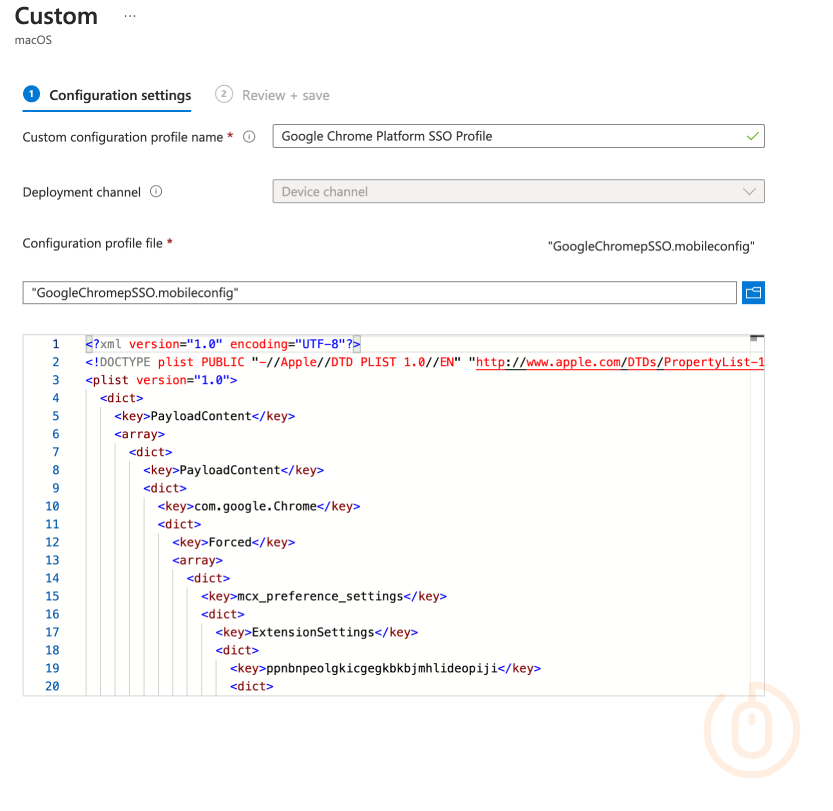 Custom ...
macOS
1 Configuration settings 2 Review + save
Custom configuration profile name * Google Chrome Platform SSO Profile
Deployment channel Device channel
Configuration profile file * "GoogleChromepSSO.mobileconfig"
"GoogleChromepSSO.mobileconfig"
1 <?xml version="1.0" encoding="UTF-8"?>
2 <!DOCTYPE plist PUBLIC "-//Apple//DTD PLIST 1.0//EN" "http://www.apple.com/DTDs/PropertyList-1
3 <plist version="1.0">
4 <dict>
5 <key>PayloadContent</key>
6 <array>
7 <dict>
8 <key>PayloadContent</key>
9 <dict>
10 <key>com.google.Chrome</key>
11 <dict>
12 <key>Forced</key>
13 <array>
14 <dict>
15 <key>mcx_preference_settings</key>
16 <dict>
17 <key>ExtensionSettings</key>
18 <dict>
19 <key>ppnbnpeolgkicgegkbkbjmhlideopiji</key>
20 <dict>